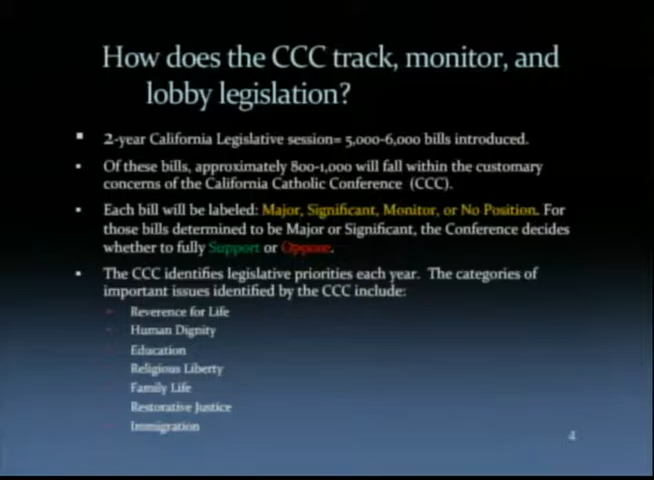 How does the CCC track, monitor, and
lobby legislation?
2-year California Legislative session= 5,000-6,000 bills introduced.
Of these bills, approximately 800-1,000 will fall within the customary
concerns of the California Catholic Conference (CCC).
Each bill will be labeled: Major, Significant, Monitor, or No Position. For
those bills determined to be Major or Significant, the Conference decides
whether to fully Support or Oppose.
The CCC identifies legislative priorities each year. The categories of
important issues identified by the CCC include:
Reverence for Life
Human Dignity
Education
Religious Liberty
Family Life
Restorative Justice
Immigration
4